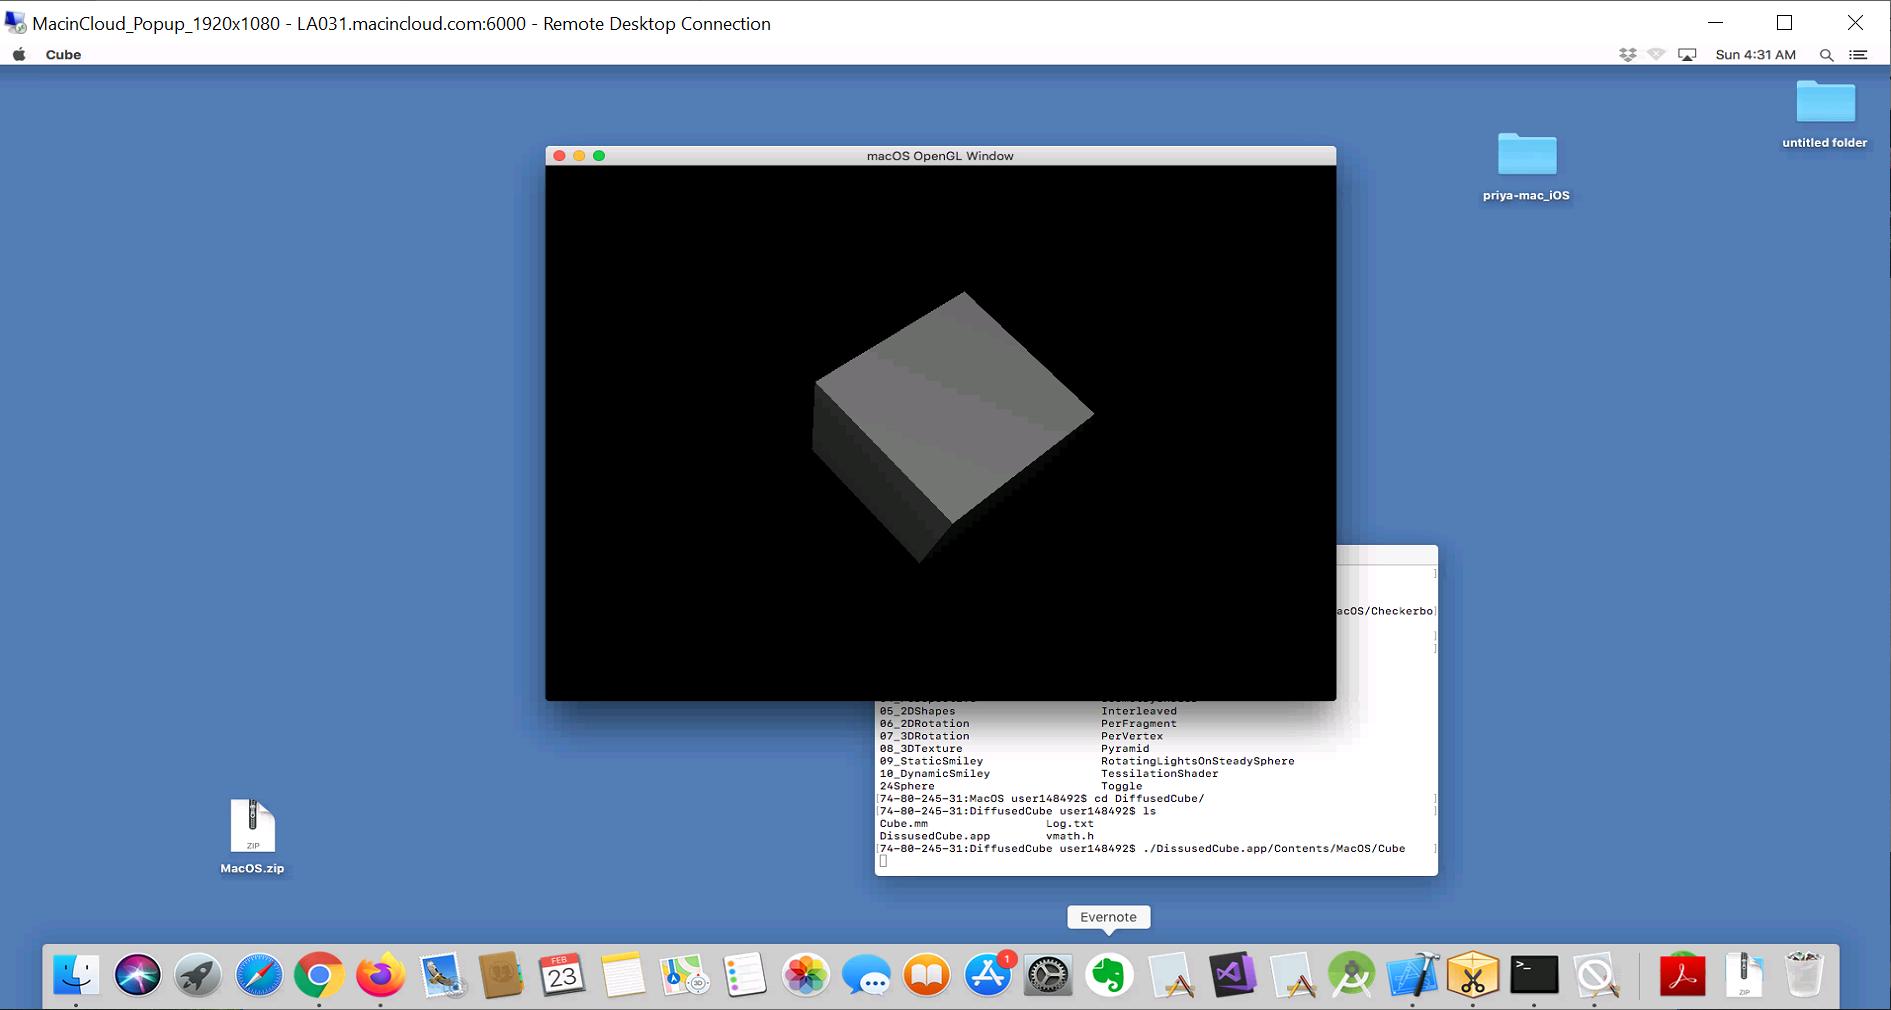 MacinCloud_Popup_1920x1080 - LA031.macincloud.com:6000 - Remote Desktop Connection
Cube
Sun 4:31 AM
untitled folder
macOS OpenGL Window
priya-mac_iOS
acOS/Checkerbo
05_2DShapes Interleaved
06_2DRotation PerFragment
07_3DRotation PerVertex
08_3DTexture Pyramid
09_StaticSmiley RotatingLightsOnSteadySphere
10_DynamicSmiley TessilationShader
24Sphere Toggle
[74-80-245-31:MacOS user148492$ cd DiffusedCube/ ]
[74-80-245-31:DiffusedCube user148492$ ls ]
Cube.mm Log.txt
DissusedCube.app vmath.h
[74-80-245-31:DiffusedCube user148492$ ./DissusedCube.app/Contents/MacOS/Cube ]
ZIP
MacOS.zip
Evernote
FEB
23
3D
1
>_
ZIP